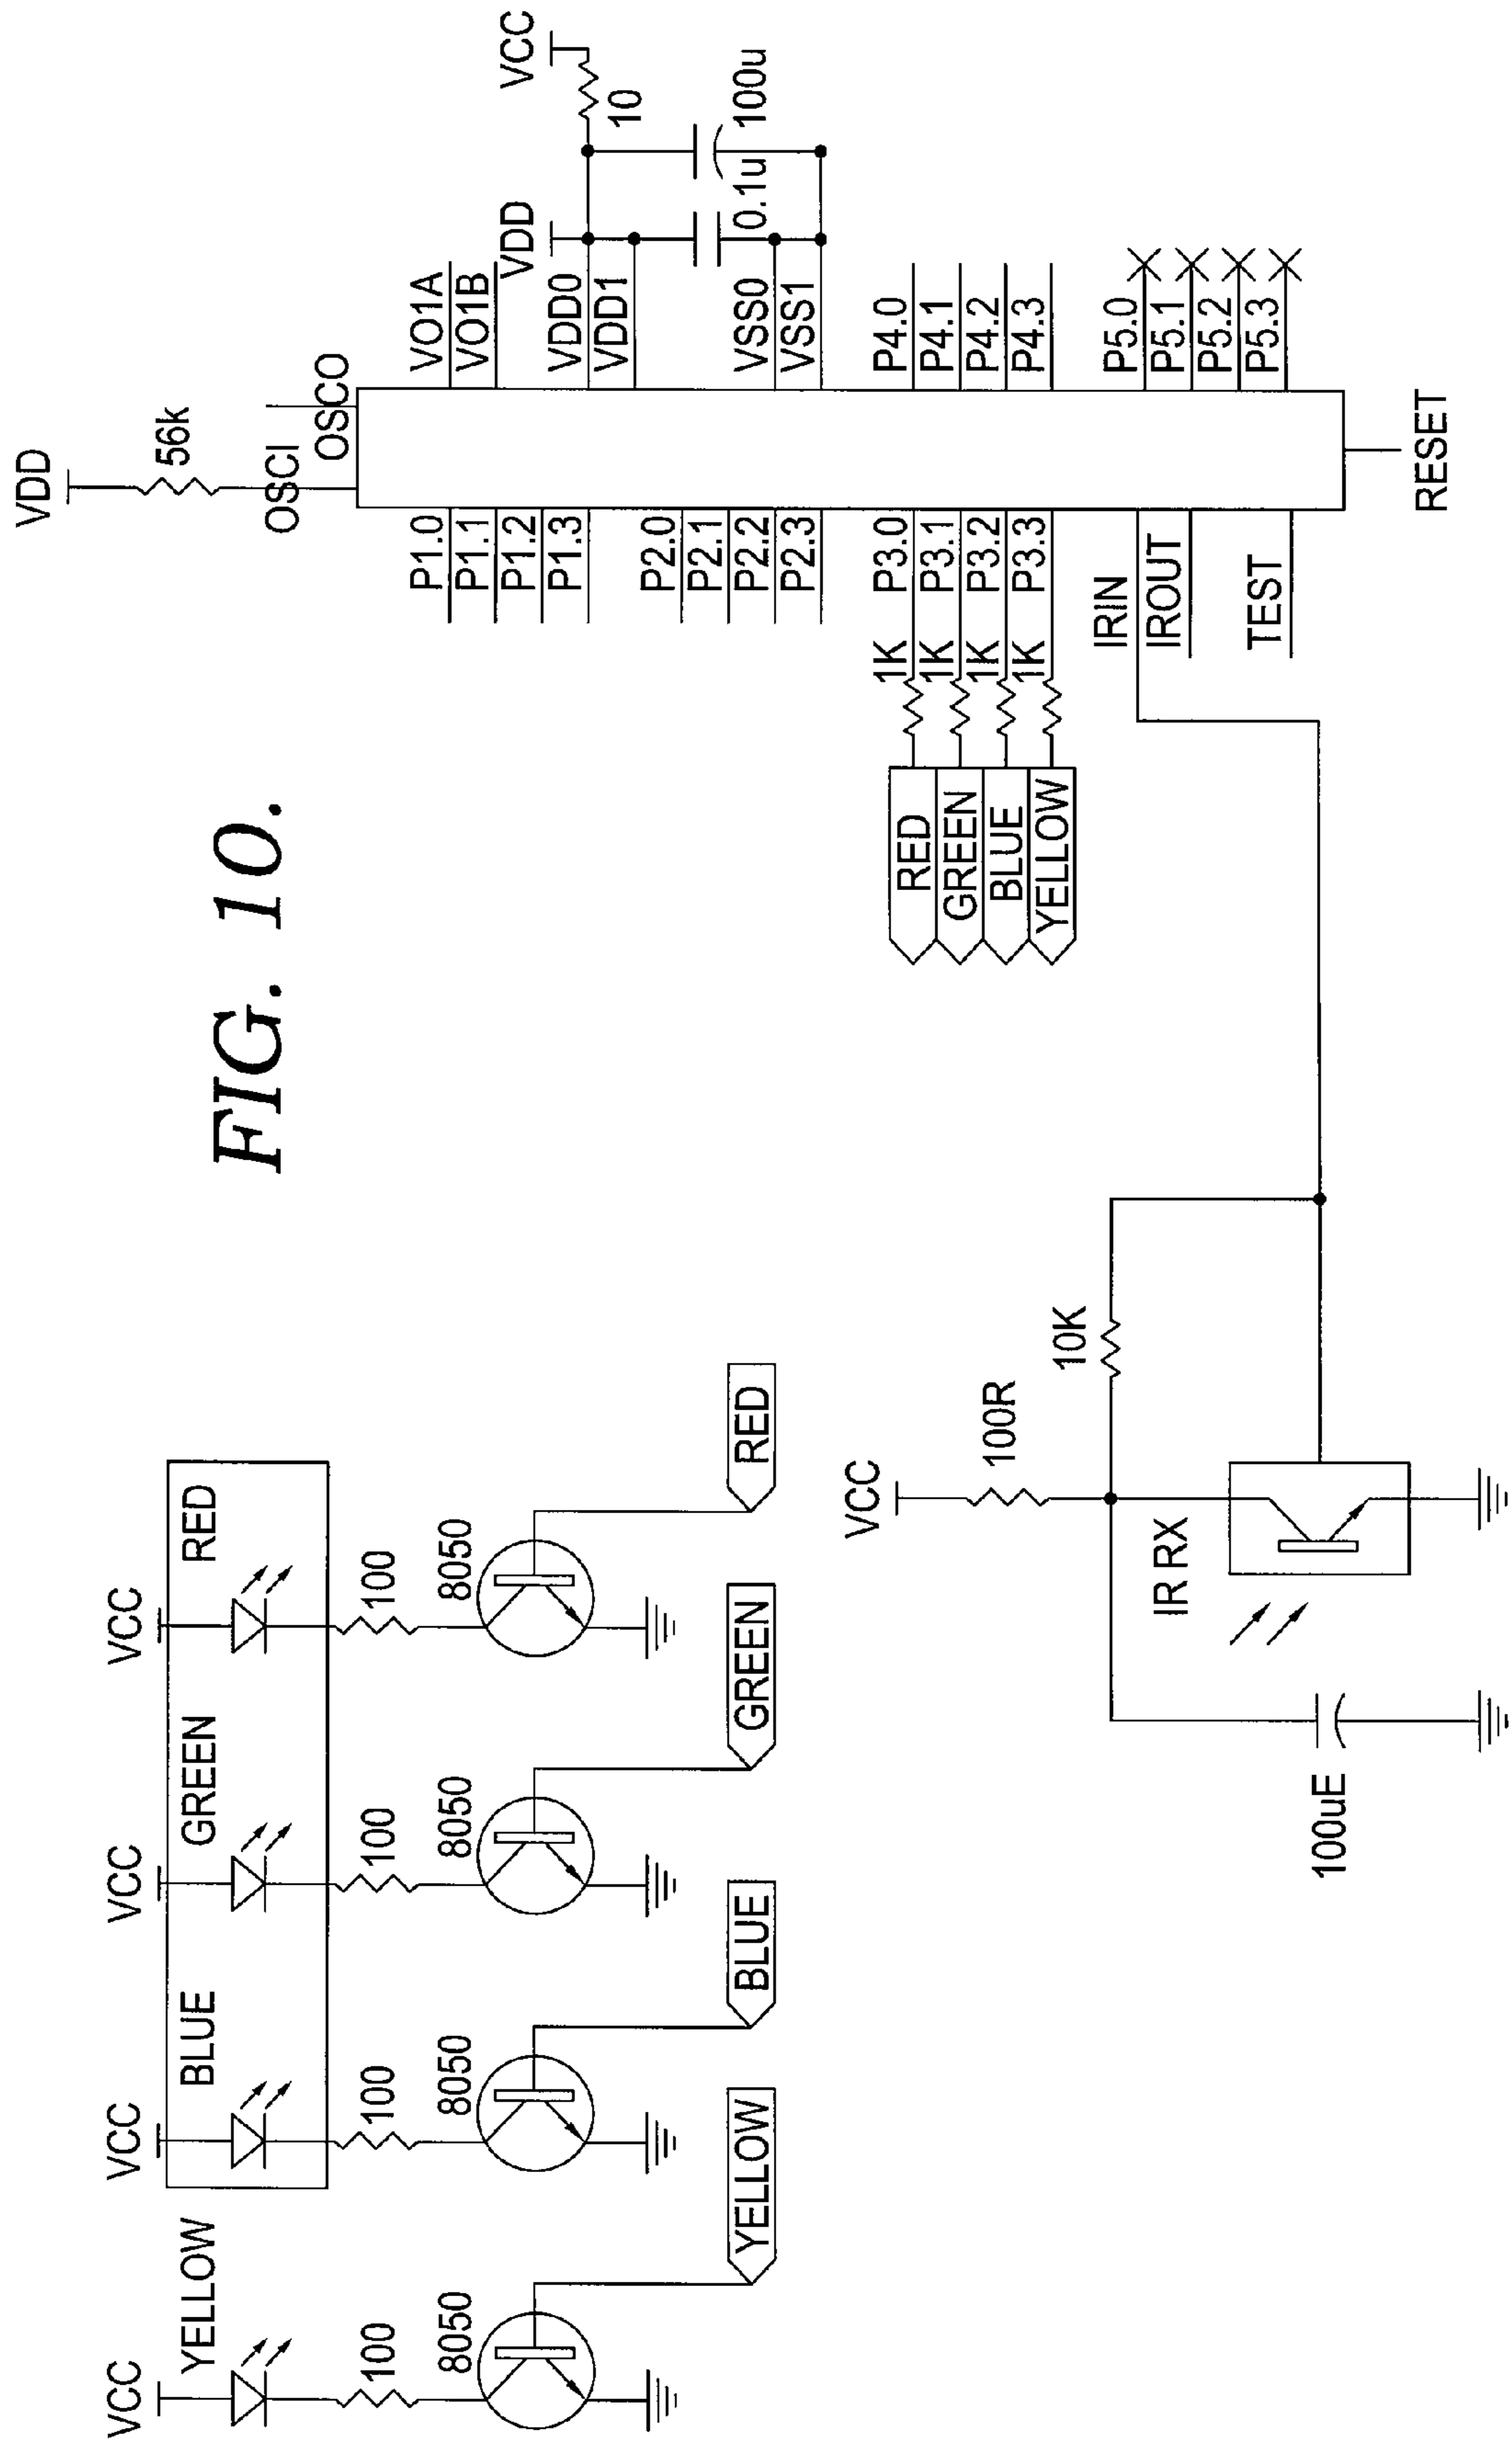 FIG. 10.
VCC
VCC
VCC
VCC
YELLOW
BLUE
GREEN
RED
100
100
100
100
8050
8050
8050
8050
YELLOW
BLUE
GREEN
RED
VDD
56k
OSCI
OSCO
P1.0
P1.1
P1.2
P1.3
P2.0
P2.1
P2.2
P2.3
1K P3.0
1K P3.1
1K P3.2
1K P3.3
RED
GREEN
BLUE
YELLOW
IRIN
IROUT
TEST
RESET
VO1A
VO1B
VDD
VCC
10
VDD0
VDD1
0.1u
100u
VSS0
VSS1
P4.0
P4.1
P4.2
P4.3
P5.0
P5.1
P5.2
P5.3
VCC
100R
10K
IR RX
100uE